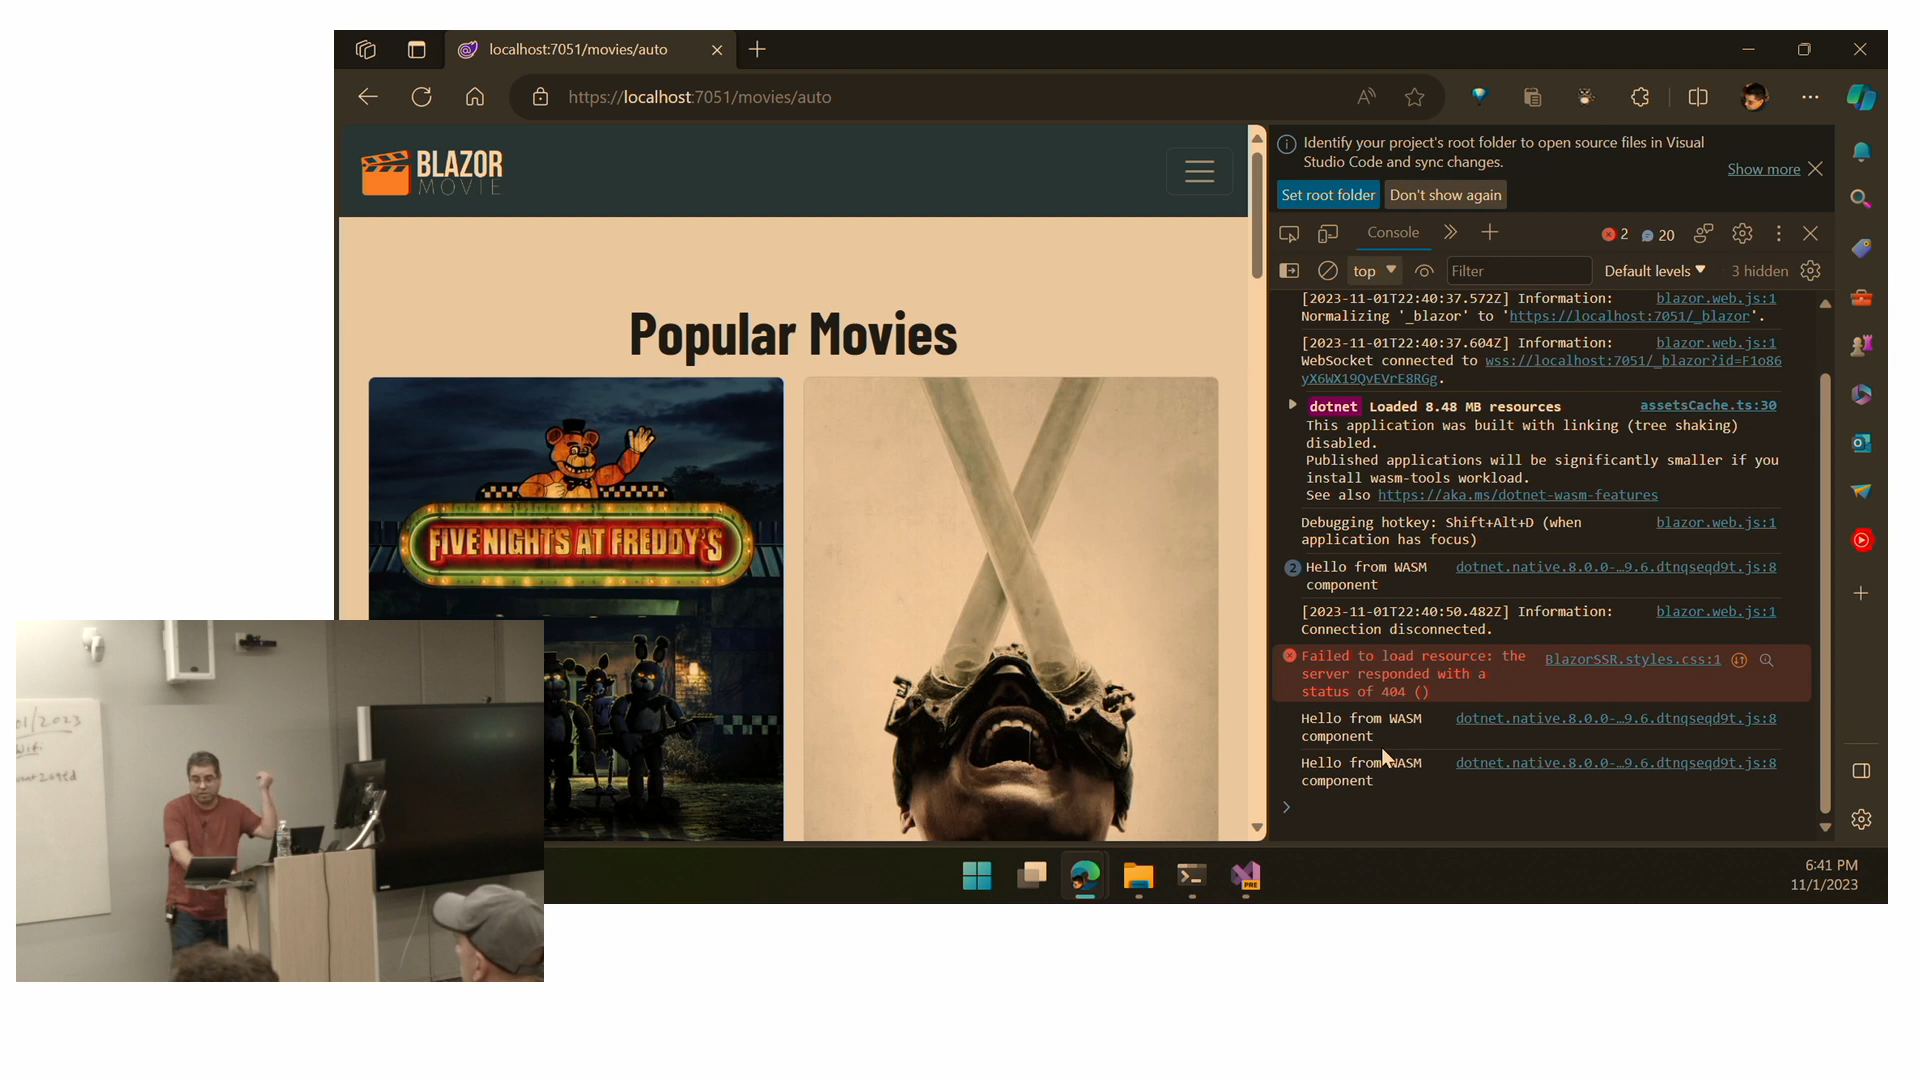 localhost:7051/movies/auto
https://localhost:7051/movies/auto
BLAZOR
MOVIE
Popular Movies
FIVE NIGHTS AT FREDDY'S
Identify your project's root folder to open source files in Visual
Studio Code and sync changes.
Show more
Set root folder
Don't show again
Console
2
20
top
Filter
Default levels
3 hidden
[2023-11-01T22:40:37.572Z] Information: blazor.web.js:1
Normalizing '_blazor' to 'https://localhost:7051/_blazor'.
[2023-11-01T22:40:37.604Z] Information: blazor.web.js:1
WebSocket connected to wss://localhost:7051/_blazor?id=F1o86
yX6WX19QvEVrE8RGg.
dotnet Loaded 8.48 MB resources assetsCache.ts:30
This application was built with linking (tree shaking)
disabled.
Published applications will be significantly smaller if you
install wasm-tools workload.
See also https://aka.ms/dotnet-wasm-features
Debugging hotkey: Shift+Alt+D (when blazor.web.js:1
application has focus)
2 Hello from WASM dotnet.native.8.0.0-…9.6.dtnqseqd9t.js:8
component
[2023-11-01T22:40:50.482Z] Information: blazor.web.js:1
Connection disconnected.
Failed to load resource: the BlazorSSR.styles.css:1
server responded with a
status of 404 ()
Hello from WASM dotnet.native.8.0.0-…9.6.dtnqseqd9t.js:8
component
Hello from WASM dotnet.native.8.0.0-…9.6.dtnqseqd9t.js:8
component
PRE
6:41 PM
11/1/2023